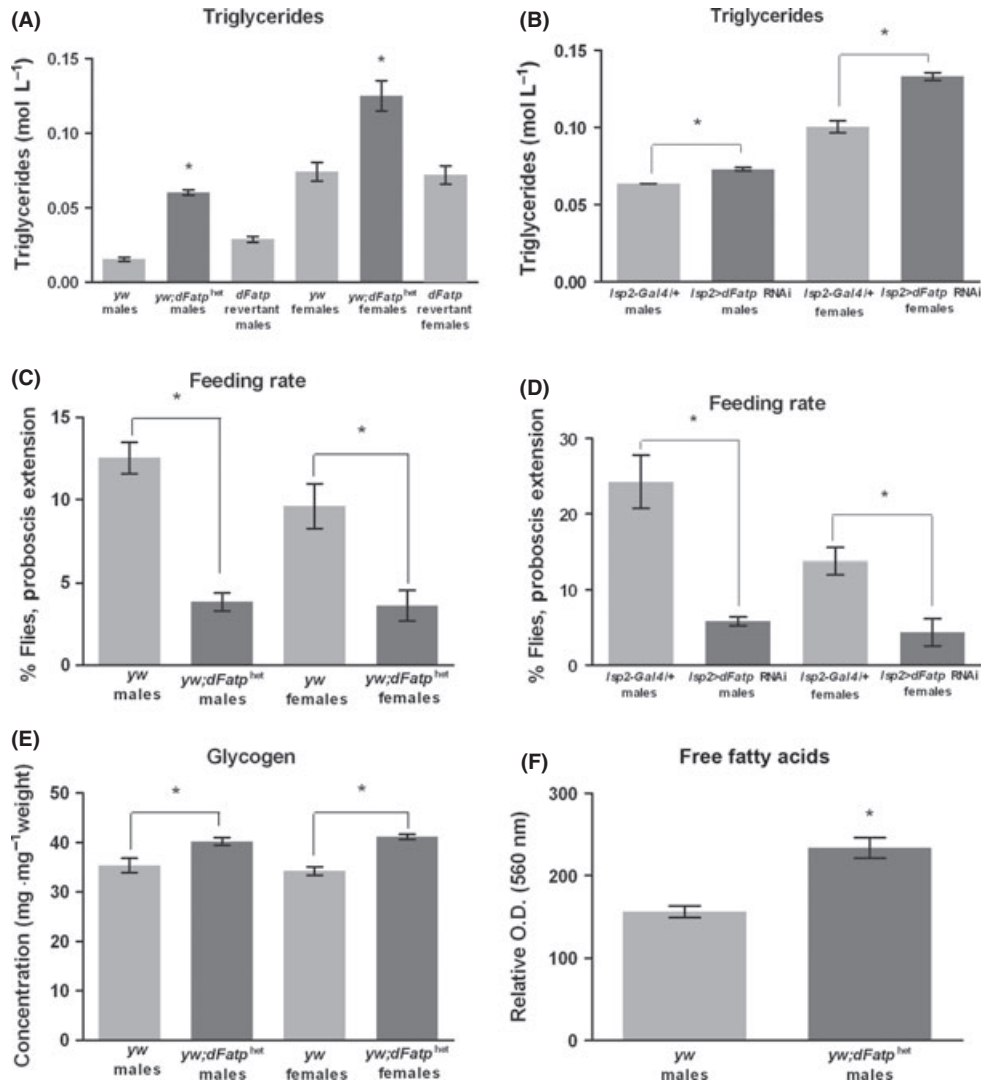 (A)
Triglycerides
Triglycerides (mol L⁻¹)
0.15
0.10
0.05
0.00
*
*
yw males
yw;dFatp^het males
dFatp revertant males
yw females
yw;dFatp^het females
dFatp revertant females
(B)
Triglycerides
Triglycerides (mol L⁻¹)
0.15
0.10
0.05
0.00
*
*
lsp2-Gal4/+ males
lsp2>dFatp RNAi males
lsp2-Gal4/+ females
lsp2>dFatp RNAi females
(C)
Feeding rate
% Flies, proboscis extension
15
10
5
0
*
*
yw males
yw;dFatp^het males
yw females
yw;dFatp^het females
(D)
Feeding rate
% Flies, proboscis extension
30
20
10
0
*
*
lsp2-Gal4/+ males
lsp2>dFatp RNAi males
lsp2-Gal4/+ females
lsp2>dFatp RNAi females
(E)
Glycogen
Concentration (mg ·mg⁻¹weight)
50
40
30
20
10
0
*
*
yw males
yw;dFatp^het males
yw females
yw;dFatp^het females
(F)
Free fatty acids
Relative O.D. (560 nm)
300
200
100
0
*
yw males
yw;dFatp^het males